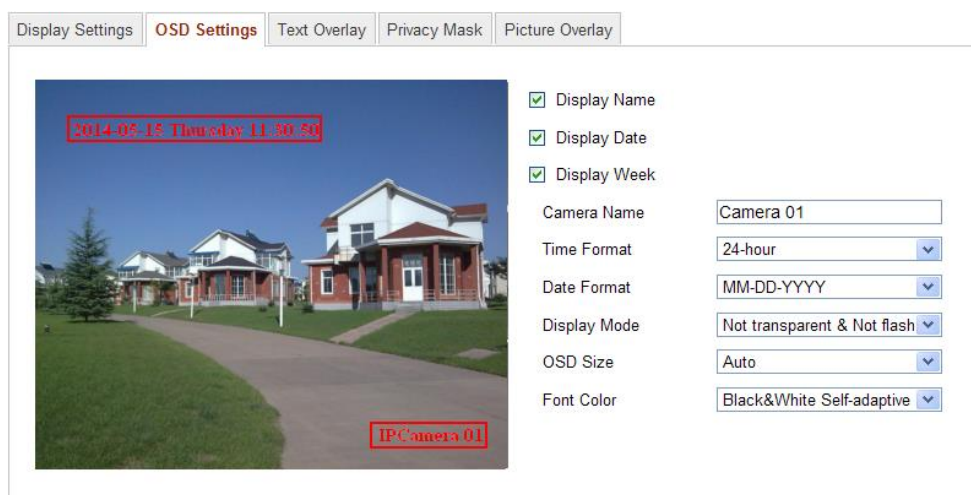 Display Settings OSD Settings Text Overlay Privacy Mask Picture Overlay
2014-05-15 Thursday 11:30:50
Display Name
Display Date
Display Week
Camera Name Camera 01
Time Format 24-hour
Date Format MM-DD-YYYY
Display Mode Not transparent & Not flash
OSD Size Auto
Font Color Black&White Self-adaptive
IPCamera 01